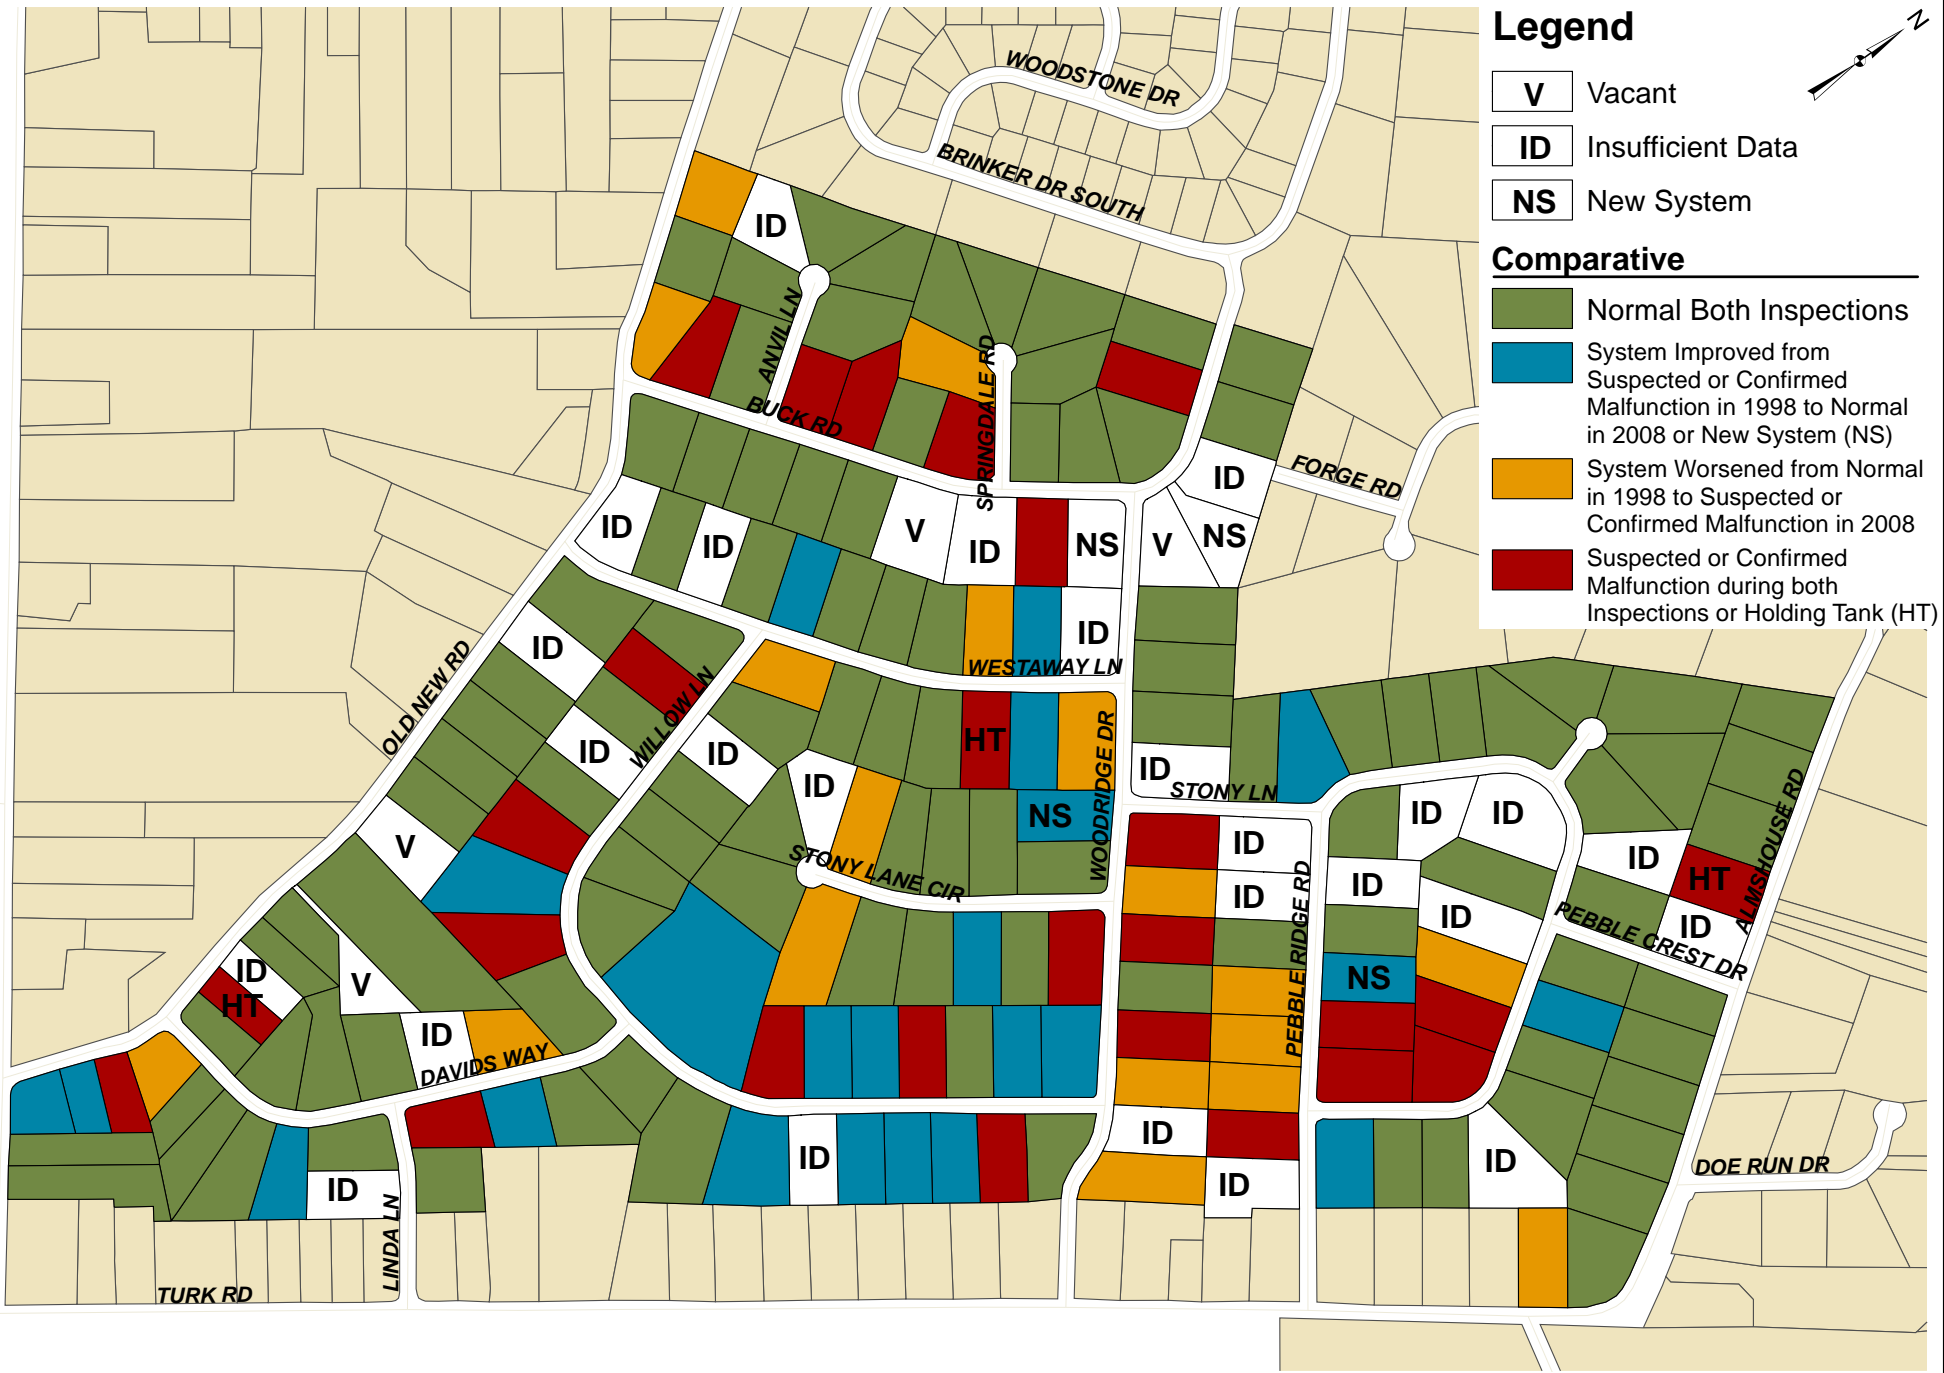 Legend
N
V Vacant
ID Insufficient Data
NS New System
Comparative
Normal Both Inspections
System Improved from
Suspected or Confirmed
Malfunction in 1998 to Normal
in 2008 or New System (NS)
System Worsened from Normal
in 1998 to Suspected or
Confirmed Malfunction in 2008
Suspected or Confirmed
Malfunction during both
Inspections or Holding Tank (HT)
WOODSTONE DR
BRINKER DR SOUTH
ID
ANVIL LN
SPRINGDALE RD
BUCK RD
FORGE RD
ID
ID
ID
V
ID
NS
V
NS
ID
WESTAWAY LN
OLD NEW RD
ID
WILLOW LN
ID
ID
HT
WOODRIDGE DR
ID
STONY LN
ID
NS
STONY LANE CIR
V
ID
ID
ID
ID
ID
PEBBLE RIDGE RD
ID
ID
ID
HT
ALMSHOUSE RD
ID
PEBBLE CREST DR
NS
ID
HT
V
ID
DAVIDS WAY
ID
ID
ID
ID
ID
LINDA LN
TURK RD
DOE RUN DR